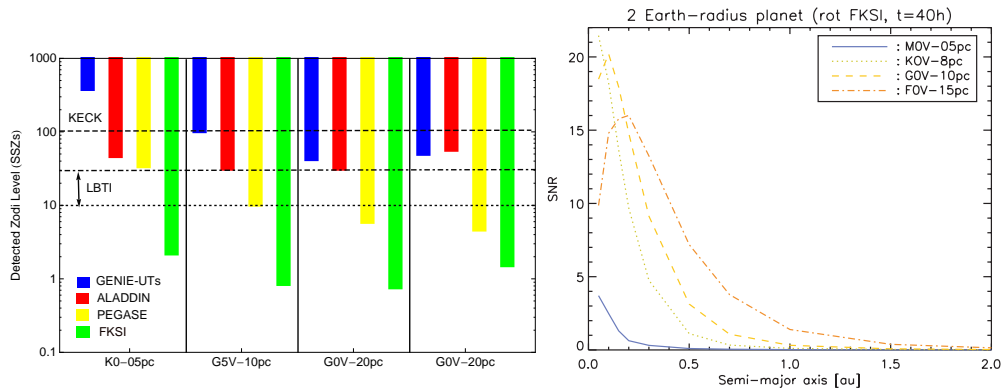 Detected Zodi Level (SSZs)
1000
100
10
1
0.1
KECK
LBTI
GENIE-UTs
ALADDIN
PEGASE
FKSI
K0-05pc
G5V-10pc
G0V-20pc
G0V-20pc
2 Earth-radius planet (rot FKSI, t=40h)
SNR
20
15
10
5
0
: M0V-05pc
: K0V-8pc
: G0V-10pc
: F0V-15pc
0.0
0.5
1.0
1.5
2.0
Semi-major axis [au]